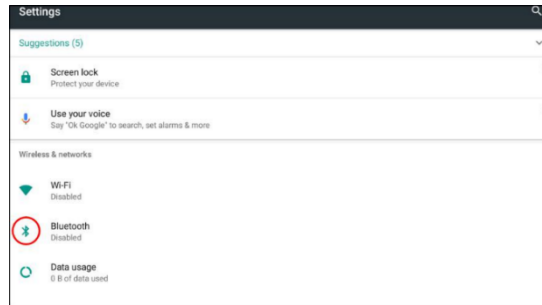 Settings
Suggestions (5)
Screen lock
Protect your device
Use your voice
Say "Ok Google" to search, set alarms & more
Wireless & networks
Wi-Fi
Disabled
Bluetooth
Disabled
Data usage
0 B of data used